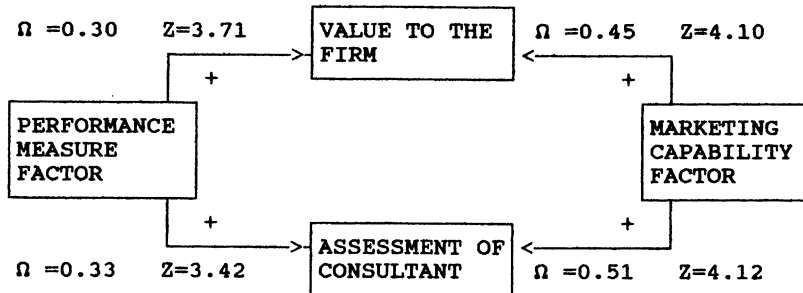 Ω =0.30 Z=3.71
VALUE TO THE
FIRM
Ω =0.45 Z=4.10
+
+
PERFORMANCE
MEASURE
FACTOR
MARKETING
CAPABILITY
FACTOR
+
+
ASSESSMENT OF
CONSULTANT
Ω =0.33 Z=3.42
Ω =0.51 Z=4.12